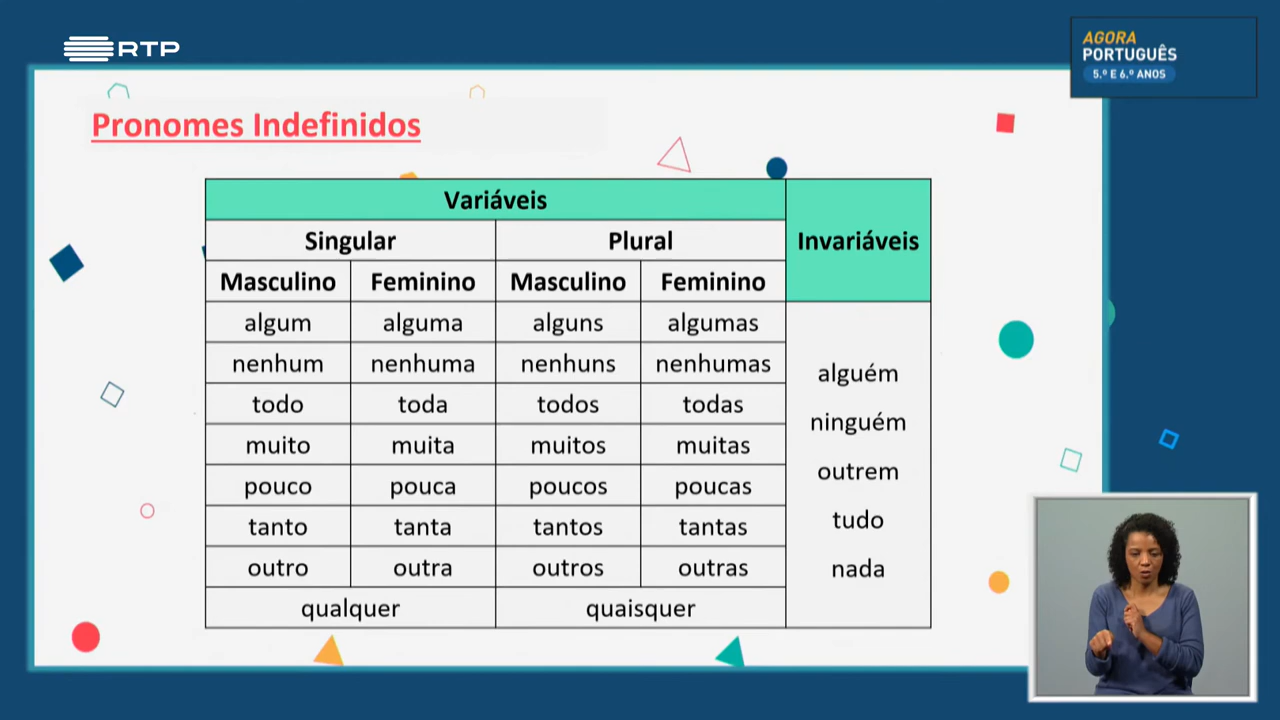 RTP
AGORA
PORTUGUÊS
5.º E 6.º ANOS
Pronomes Indefinidos
Variáveis
Invariáveis
Singular
Plural
Masculino
Feminino
Masculino
Feminino
algum
alguma
alguns
algumas
nenhum
nenhuma
nenhuns
nenhumas
todo
toda
todos
todas
muito
muita
muitos
muitas
pouco
pouca
poucos
poucas
tanto
tanta
tantos
tantas
outro
outra
outros
outras
qualquer
quaisquer
alguém
ninguém
outrem
tudo
nada